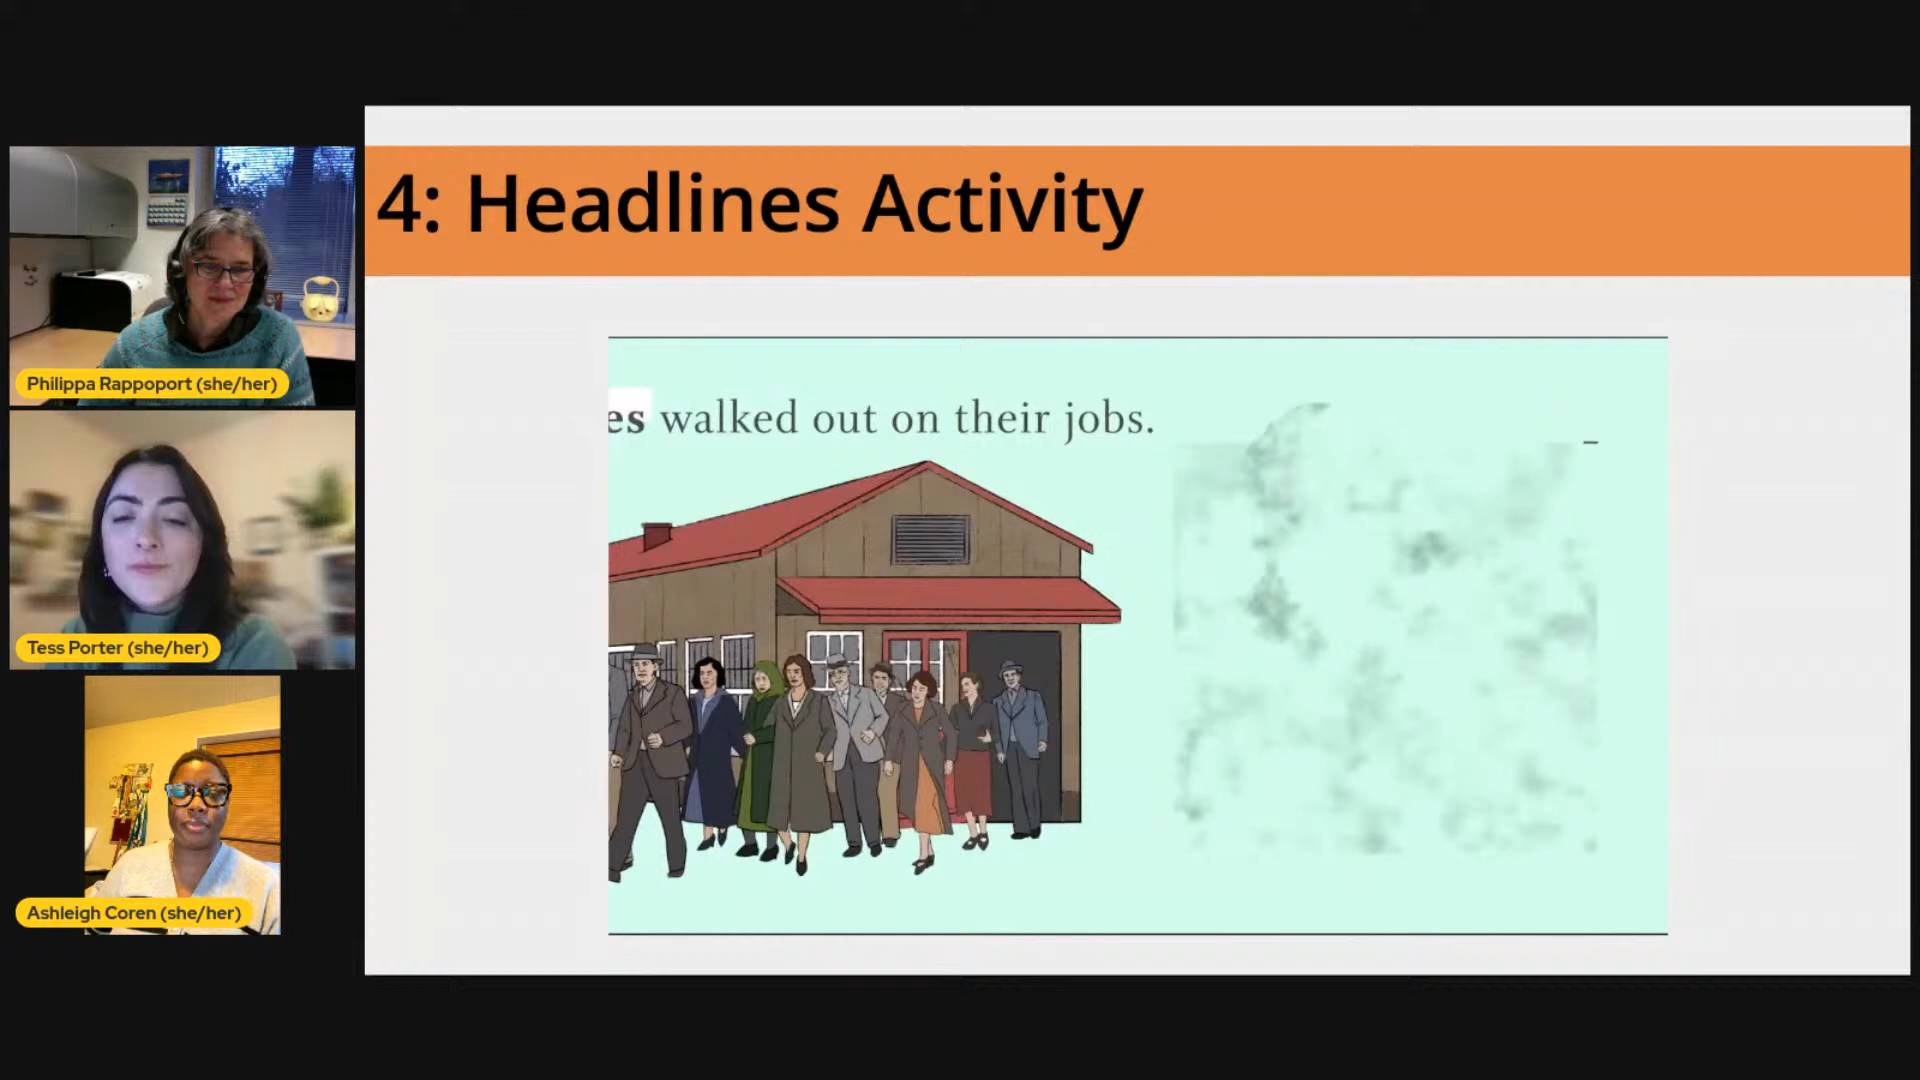 4: Headlines Activity
es walked out on their jobs.
Philippa Rappoport (she/her)
Tess Porter (she/her)
Ashleigh Coren (she/her)